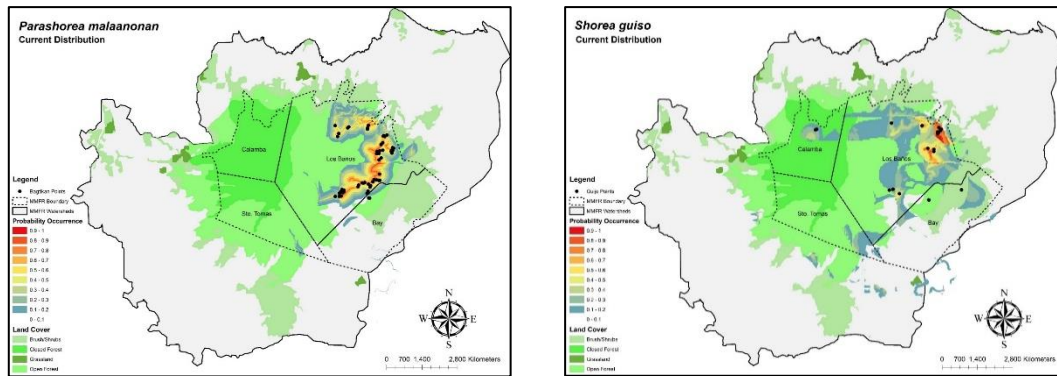 Parashorea malaanonan
Current Distribution
Calamba
Los Baños
Sto. Tomas
Bay
Legend
Bagtikan Points
MMFR Boundary
MMFR Watersheds
Probability Occurrence
0.9 - 1
0.8 - 0.9
0.7 - 0.8
0.6 - 0.7
0.5 - 0.6
0.4 - 0.5
0.3 - 0.4
0.2 - 0.3
0.1 - 0.2
0 - 0.1
Land Cover
Brush/Shrubs
Closed Forest
Grassland
Open Forest
N
W E
S
0 700 1,400 2,800 Kilometers
Shorea guiso
Current Distribution
Calamba
Los Baños
Sto. Tomas
Bay
Legend
Guijo Points
MMFR Boundary
MMFR Watersheds
Probability Occurrence
0.9 - 1
0.8 - 0.9
0.7 - 0.8
0.6 - 0.7
0.5 - 0.6
0.4 - 0.5
0.3 - 0.4
0.2 - 0.3
0.1 - 0.2
0 - 0.1
Land Cover
Brush/Shrubs
Closed Forest
Grassland
Open Forest
N
W E
S
0 700 1,400 2,800 Kilometers